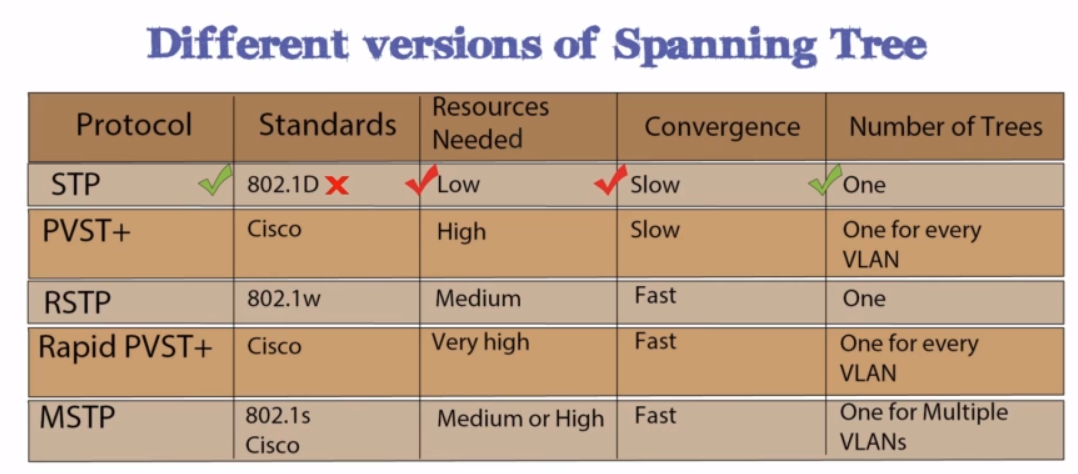 Different versions of Spanning Tree
Protocol Standards Resources Needed Convergence Number of Trees
STP 802.1D Low Slow One
PVST+ Cisco High Slow One for every VLAN
RSTP 802.1w Medium Fast One
Rapid PVST+ Cisco Very high Fast One for every VLAN
MSTP 802.1s Cisco Medium or High Fast One for Multiple VLANs